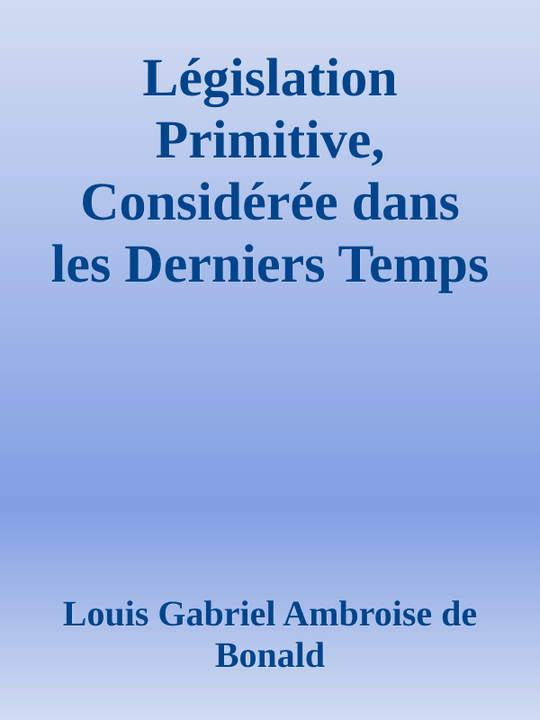 Législation
Primitive,
Considérée dans
les Derniers Temps
Louis Gabriel Ambroise de
Bonald